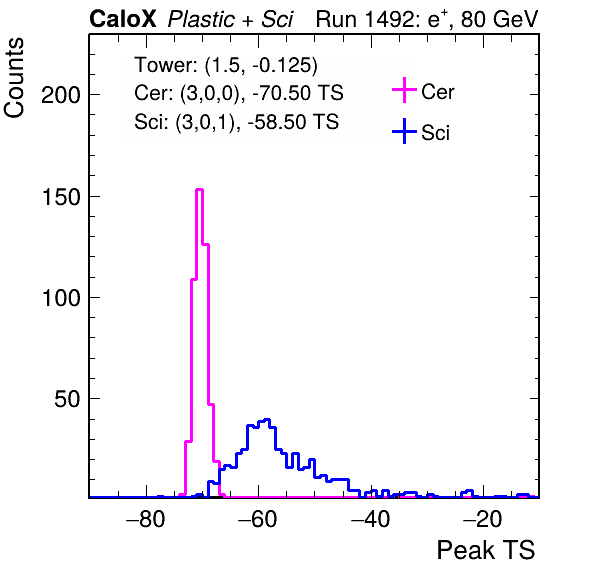 CaloX Plastic + Sci Run 1492: e+, 80 GeV
Tower: (1.5, -0.125)
Cer: (3,0,0), -70.50 TS
Sci: (3,0,1), -58.50 TS
Cer
Sci
Counts
200
150
100
50
−80 −60 −40 −20
Peak TS